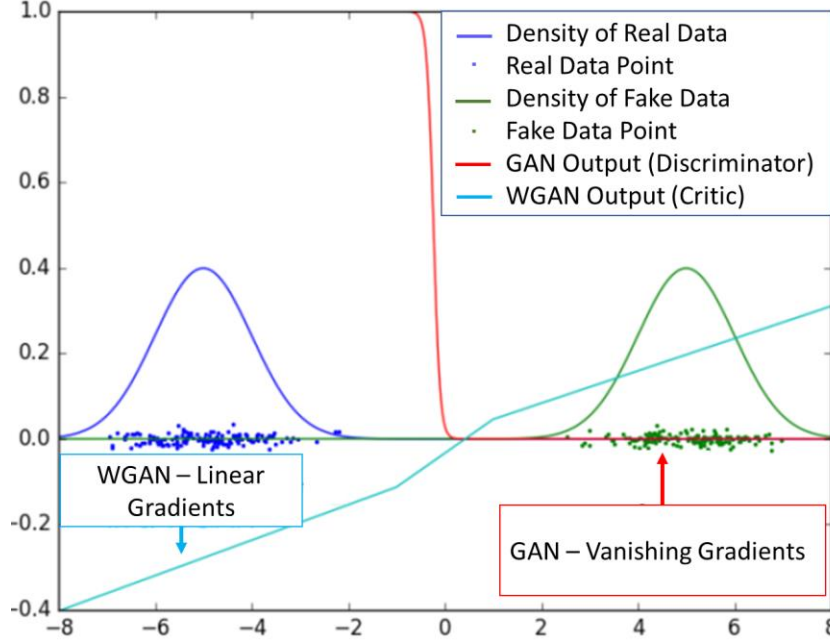 1.0
0.8
0.6
0.4
0.2
0.0
-0.2
-0.4
-8
-6
-4
-2
0
2
4
6
8
Density of Real Data
Real Data Point
Density of Fake Data
Fake Data Point
GAN Output (Discriminator)
WGAN Output (Critic)
WGAN – Linear
Gradients
GAN – Vanishing Gradients